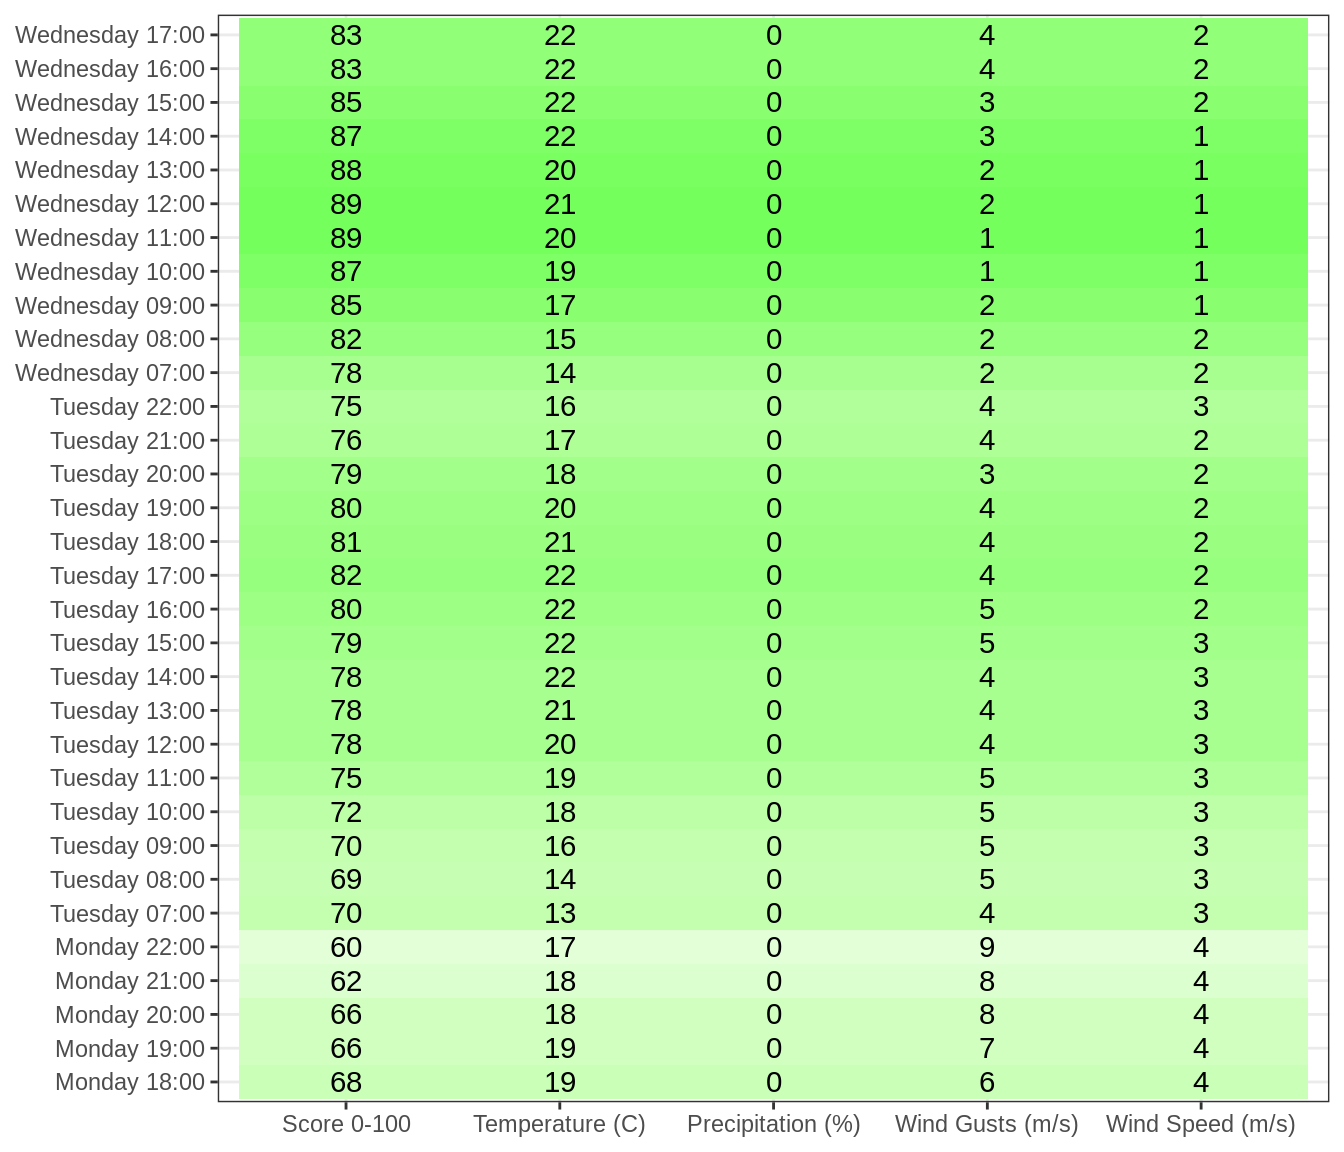 Wednesday 17:00 83 22 0 4 2
Wednesday 16:00 83 22 0 4 2
Wednesday 15:00 85 22 0 3 2
Wednesday 14:00 87 22 0 3 1
Wednesday 13:00 88 20 0 2 1
Wednesday 12:00 89 21 0 2 1
Wednesday 11:00 89 20 0 1 1
Wednesday 10:00 87 19 0 1 1
Wednesday 09:00 85 17 0 2 1
Wednesday 08:00 82 15 0 2 2
Wednesday 07:00 78 14 0 2 2
Tuesday 22:00 75 16 0 4 3
Tuesday 21:00 76 17 0 4 2
Tuesday 20:00 79 18 0 3 2
Tuesday 19:00 80 20 0 4 2
Tuesday 18:00 81 21 0 4 2
Tuesday 17:00 82 22 0 4 2
Tuesday 16:00 80 22 0 5 2
Tuesday 15:00 79 22 0 5 3
Tuesday 14:00 78 22 0 4 3
Tuesday 13:00 78 21 0 4 3
Tuesday 12:00 78 20 0 4 3
Tuesday 11:00 75 19 0 5 3
Tuesday 10:00 72 18 0 5 3
Tuesday 09:00 70 16 0 5 3
Tuesday 08:00 69 14 0 5 3
Tuesday 07:00 70 13 0 4 3
Monday 22:00 60 17 0 9 4
Monday 21:00 62 18 0 8 4
Monday 20:00 66 18 0 8 4
Monday 19:00 66 19 0 7 4
Monday 18:00 68 19 0 6 4
Score 0-100 Temperature (C) Precipitation (%) Wind Gusts (m/s) Wind Speed (m/s)